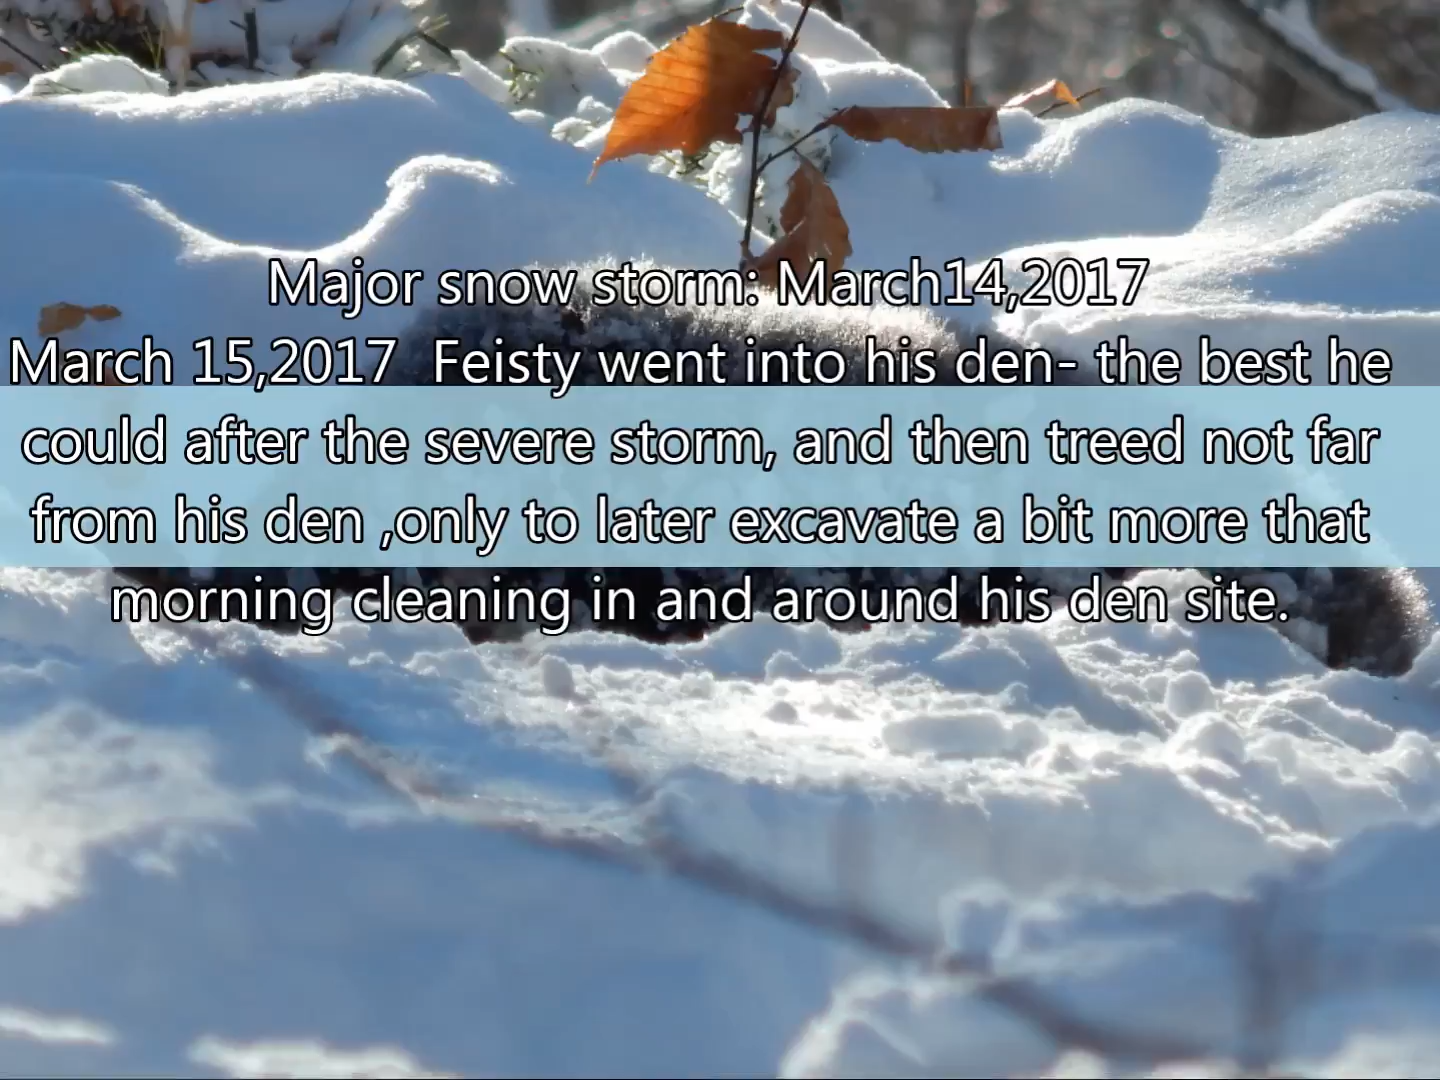 Major snow storm: March14,2017
March 15,2017  Feisty went into his den- the best he
could after the severe storm, and then treed not far
from his den ,only to later excavate a bit more that
morning cleaning in and around his den site.